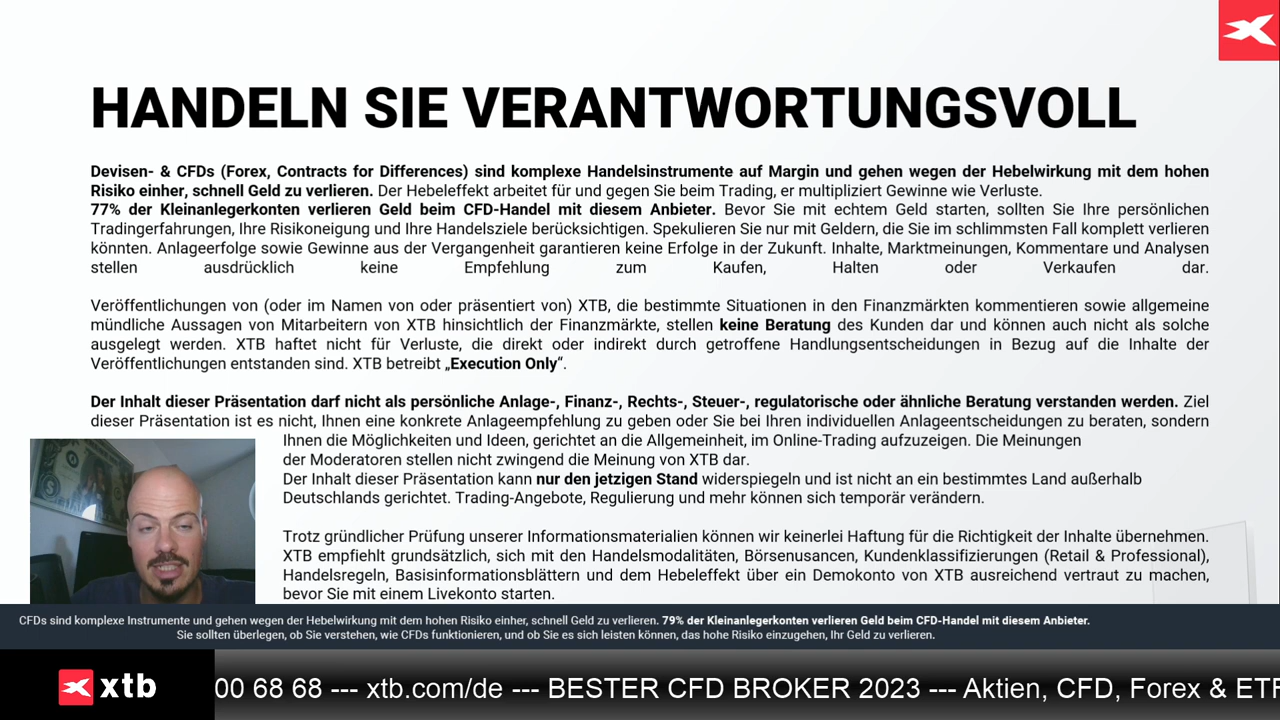 HANDELN SIE VERANTWORTUNGSVOLL
Devisen- & CFDs (Forex, Contracts for Differences) sind komplexe Handelsinstrumente auf Margin und gehen wegen der Hebelwirkung mit dem hohen
Risiko einher, schnell Geld zu verlieren. Der Hebeleffekt arbeitet für und gegen Sie beim Trading, er multipliziert Gewinne wie Verluste.
77% der Kleinanlegerkonten verlieren Geld beim CFD-Handel mit diesem Anbieter. Bevor Sie mit echtem Geld starten, sollten Sie Ihre persönlichen
Tradingerfahrungen, Ihre Risikoneigung und Ihre Handelsziele berücksichtigen. Spekulieren Sie nur mit Geldern, die Sie im schlimmsten Fall komplett verlieren
könnten. Anlageerfolge sowie Gewinne aus der Vergangenheit garantieren keine Erfolge in der Zukunft. Inhalte, Marktmeinungen, Kommentare und Analysen
stellen ausdrücklich keine Empfehlung zum Kaufen, Halten oder Verkaufen dar.
Veröffentlichungen von (oder im Namen von oder präsentiert von) XTB, die bestimmte Situationen in den Finanzmärkten kommentieren sowie allgemeine
mündliche Aussagen von Mitarbeitern von XTB hinsichtlich der Finanzmärkte, stellen keine Beratung des Kunden dar und können auch nicht als solche
ausgelegt werden. XTB haftet nicht für Verluste, die direkt oder indirekt durch getroffene Handlungsentscheidungen in Bezug auf die Inhalte der
Veröffentlichungen entstanden sind. XTB betreibt „Execution Only“.
Der Inhalt dieser Präsentation darf nicht als persönliche Anlage-, Finanz-, Rechts-, Steuer-, regulatorische oder ähnliche Beratung verstanden werden. Ziel
dieser Präsentation ist es nicht, Ihnen eine konkrete Anlageempfehlung zu geben oder Sie bei Ihren individuellen Anlageentscheidungen zu beraten, sondern
Ihnen die Möglichkeiten und Ideen, gerichtet an die Allgemeinheit, im Online-Trading aufzuzeigen. Die Meinungen
der Moderatoren stellen nicht zwingend die Meinung von XTB dar.
Der Inhalt dieser Präsentation kann nur den jetzigen Stand widerspiegeln und ist nicht an ein bestimmtes Land außerhalb
Deutschlands gerichtet. Trading-Angebote, Regulierung und mehr können sich temporär verändern.
Trotz gründlicher Prüfung unserer Informationsmaterialien können wir keinerlei Haftung für die Richtigkeit der Inhalte übernehmen.
XTB empfiehlt grundsätzlich, sich mit den Handelsmodalitäten, Börsenusancen, Kundenklassifizierungen (Retail & Professional),
Handelsregeln, Basisinformationsblättern und dem Hebeleffekt über ein Demokonto von XTB ausreichend vertraut zu machen,
bevor Sie mit einem Livekonto starten.
CFDs sind komplexe Instrumente und gehen wegen der Hebelwirkung mit dem hohen Risiko einher, schnell Geld zu verlieren. 79% der Kleinanlegerkonten verlieren Geld beim CFD-Handel mit diesem Anbieter.
Sie sollten überlegen, ob Sie verstehen, wie CFDs funktionieren, und ob Sie es sich leisten können, das hohe Risiko einzugehen, Ihr Geld zu verlieren.
xtb 00 68 68 --- xtb.com/de --- BESTER CFD BROKER 2023 --- Aktien, CFD, Forex & ETF